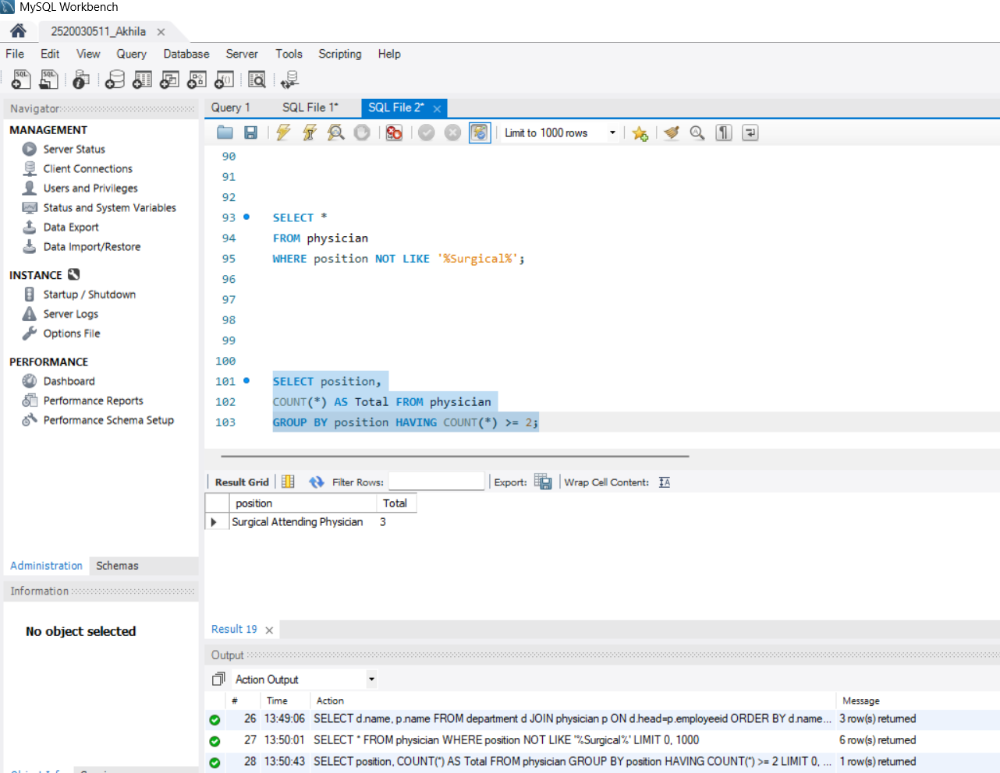 MySQL Workbench
2520030511_Akhila
File Edit View Query Database Server Tools Scripting Help
Navigator
MANAGEMENT
Server Status
Client Connections
Users and Privileges
Status and System Variables
Data Export
Data Import/Restore
INSTANCE
Startup / Shutdown
Server Logs
Options File
PERFORMANCE
Dashboard
Performance Reports
Performance Schema Setup
Administration Schemas
Information
No object selected
Query 1 SQL File 1* SQL File 2*
Limit to 1000 rows
90
91
92
93 SELECT *
94 FROM physician
95 WHERE position NOT LIKE '%Surgical%';
96
97
98
99
100
101 SELECT position,
102 COUNT(*) AS Total FROM physician
103 GROUP BY position HAVING COUNT(*) >= 2;
Result Grid Filter Rows: Export: Wrap Cell Content:
position Total
Surgical Attending Physician 3
Result 19
Output
Action Output
# Time Action Message
26 13:49:06 SELECT d.name, p.name FROM department d JOIN physician p ON d.head=p.employeeid ORDER BY d.name... 3 row(s) returned
27 13:50:01 SELECT * FROM physician WHERE position NOT LIKE '%Surgical%' LIMIT 0, 1000 6 row(s) returned
28 13:50:43 SELECT position, COUNT(*) AS Total FROM physician GROUP BY position HAVING COUNT(*) >= 2 LIMIT 0, ... 1 row(s) returned